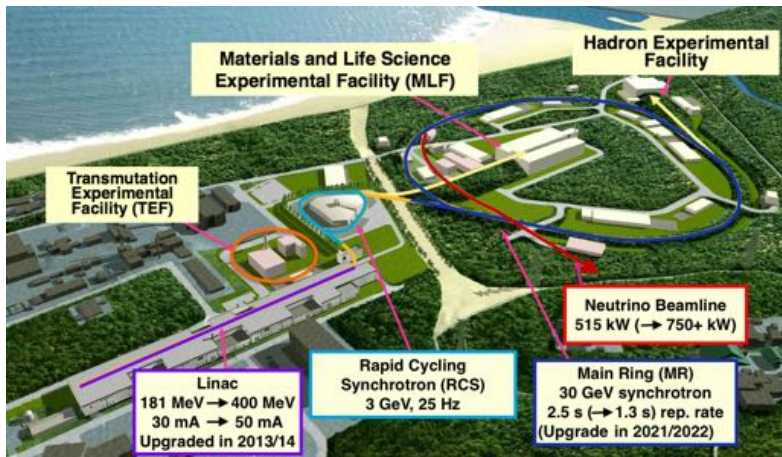 Materials and Life Science
Experimental Facility (MLF)
Hadron Experimental
Facility
Transmutation
Experimental
Facility (TEF)
Neutrino Beamline
515 kW (→ 750+ kW)
Linac
181 MeV → 400 MeV
30 mA → 50 mA
Upgraded in 2013/14
Rapid Cycling
Synchrotron (RCS)
3 GeV, 25 Hz
Main Ring (MR)
30 GeV synchrotron
2.5 s (→1.3 s) rep. rate
(Upgrade in 2021/2022)